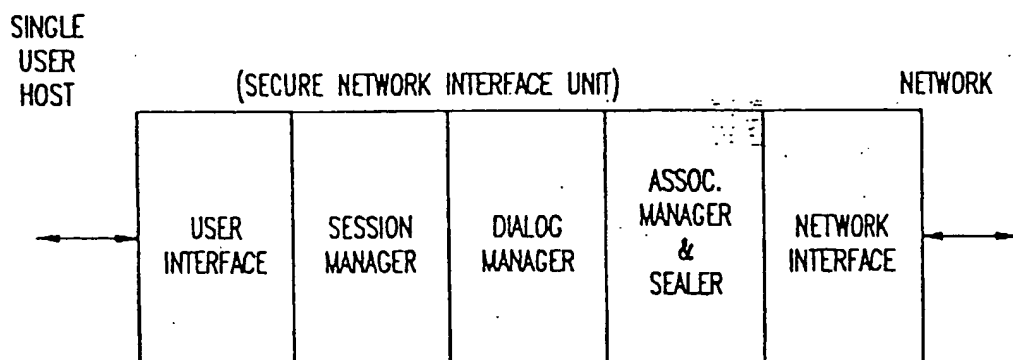 SINGLE
USER
HOST
(SECURE NETWORK INTERFACE UNIT)
NETWORK
USER
INTERFACE
SESSION
MANAGER
DIALOG
MANAGER
ASSOC.
MANAGER
&
SEALER
NETWORK
INTERFACE